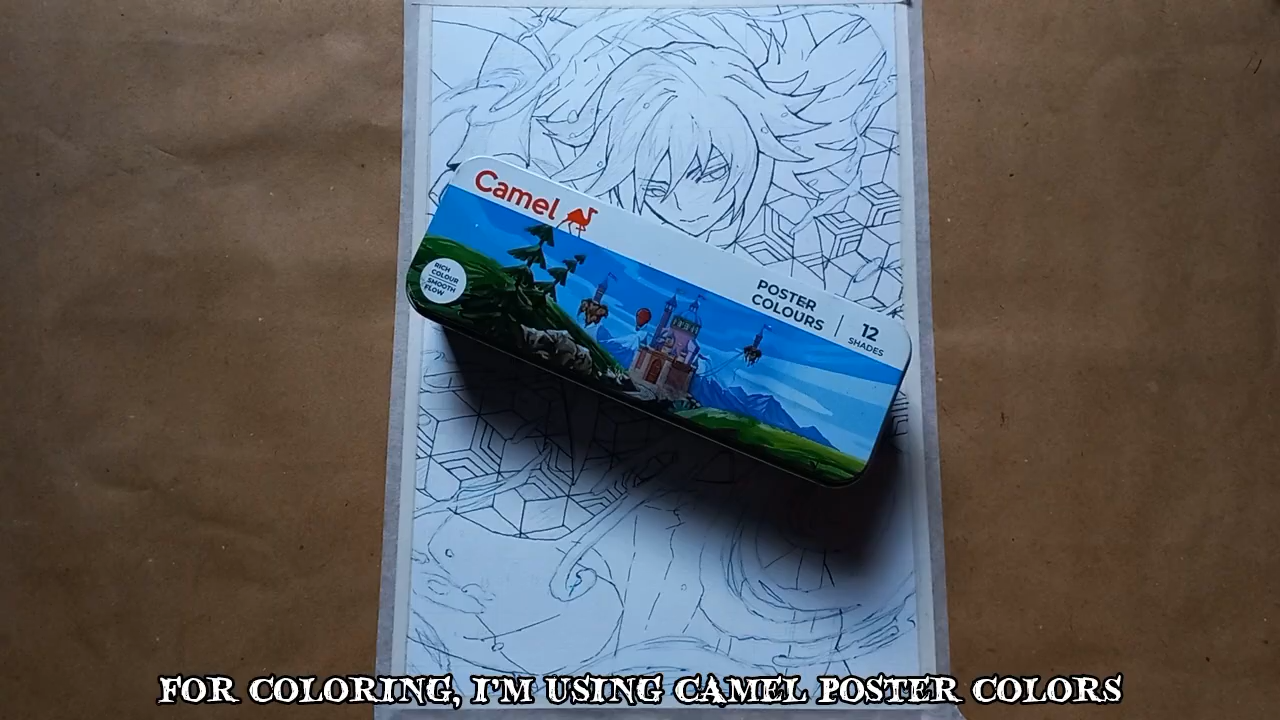 Camel
RICH
COLOUR
SMOOTH
FLOW
POSTER
COLOURS
12
SHADES
FOR COLORING, I'M USING CAMEL POSTER COLORS